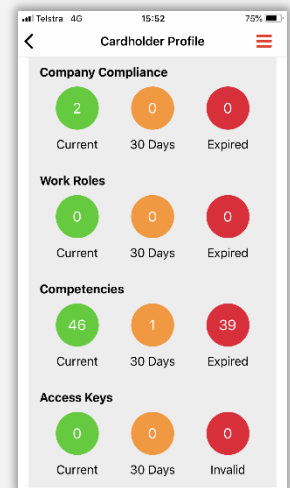 Telstra 4G 15:52 75%
Cardholder Profile
Company Compliance
2 0 0
Current 30 Days Expired
Work Roles
0 0 0
Current 30 Days Expired
Competencies
46 1 39
Current 30 Days Expired
Access Keys
0 0 0
Current 30 Days Invalid